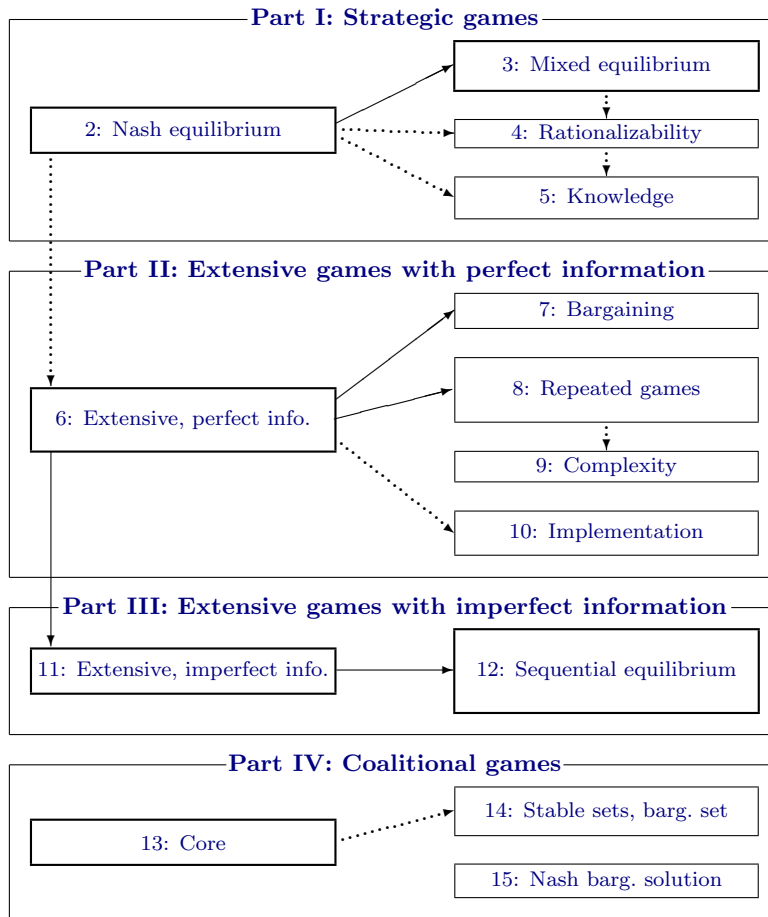 Part I: Strategic games
3: Mixed equilibrium
2: Nash equilibrium
4: Rationalizability
5: Knowledge
Part II: Extensive games with perfect information
7: Bargaining
8: Repeated games
6: Extensive, perfect info.
9: Complexity
10: Implementation
Part III: Extensive games with imperfect information
11: Extensive, imperfect info.
12: Sequential equilibrium
Part IV: Coalitional games
14: Stable sets, barg. set
13: Core
15: Nash barg. solution